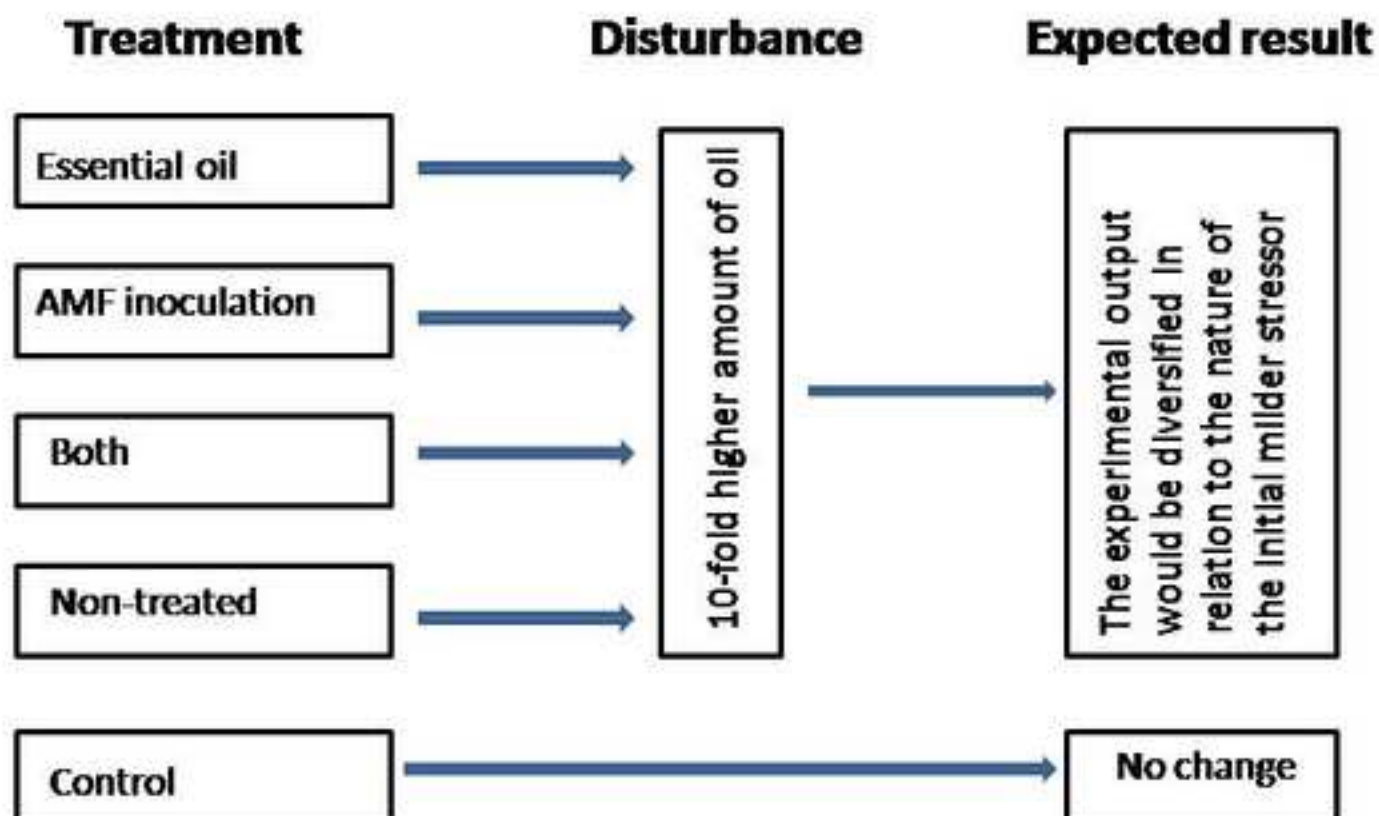 Treatment
Disturbance
Expected result
Essential oil
AMF inoculation
Both
Non-treated
Control
10-fold higher amount of oil
The experimental output
would be diversified in
relation to the nature of
the initial milder stressor
No change